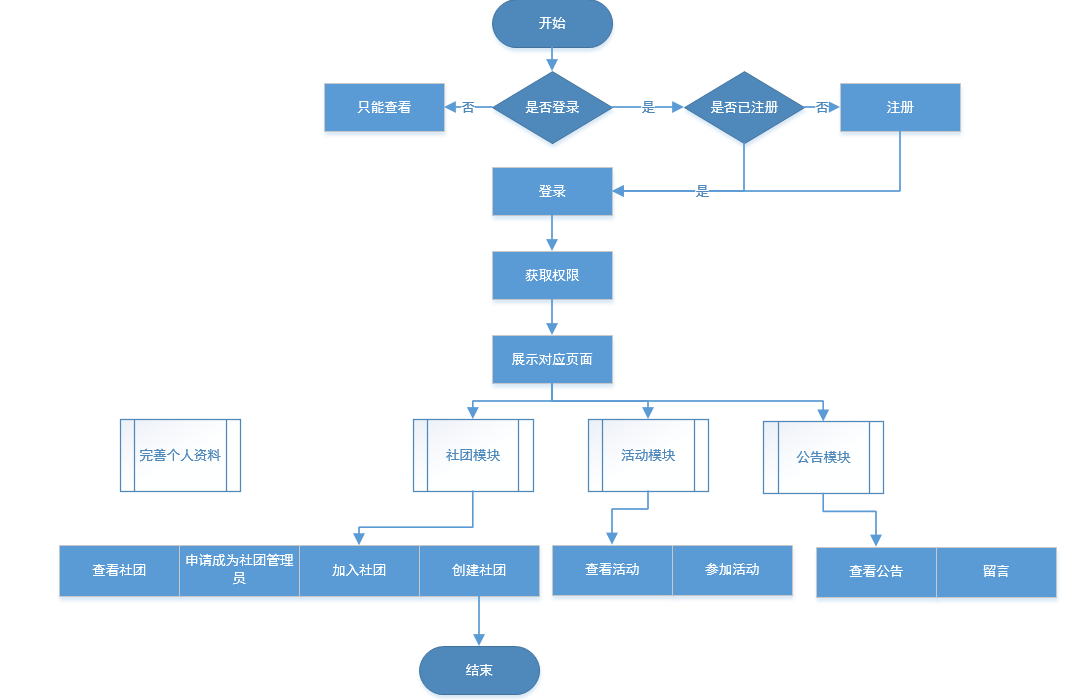 开始
只能查看
否
是否登录
是
是否已注册
否
注册
登录
是
获取权限
展示对应页面
完善个人资料
社团模块
活动模块
公告模块
查看社团
申请成为社团管理
员
加入社团
创建社团
查看活动
参加活动
查看公告
留言
结束